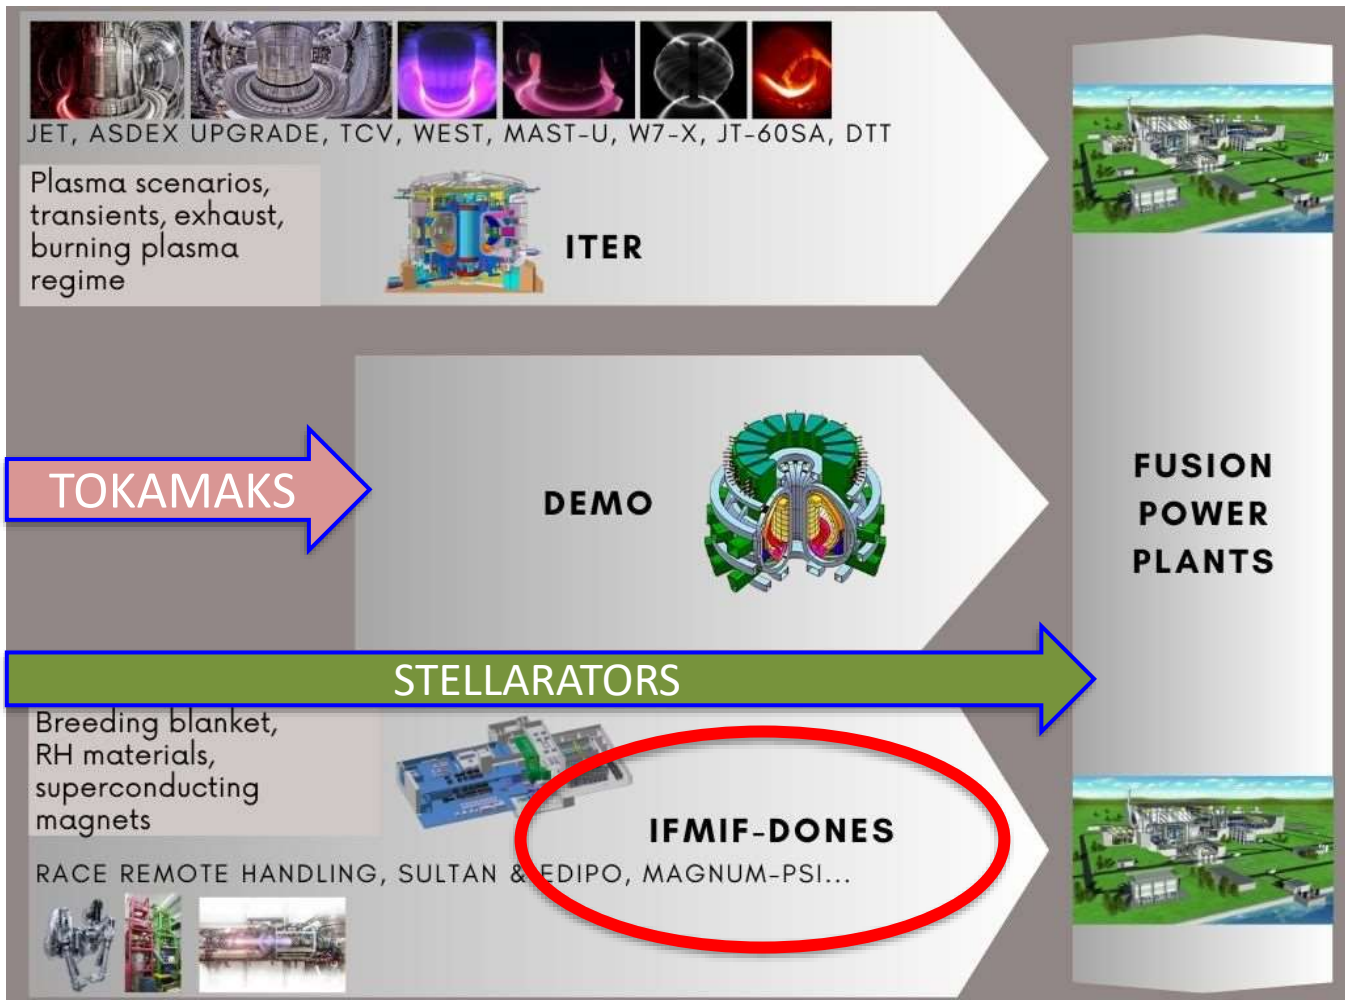 JET, ASDEX UPGRADE, TCV, WEST, MAST-U, W7-X, JT-60SA, DTT
Plasma scenarios,
transients, exhaust,
burning plasma
regime
ITER
TOKAMAKS
DEMO
FUSION
POWER
PLANTS
STELLARATORS
Breeding blanket,
RH materials,
superconducting
magnets
IFMIF-DONES
RACE REMOTE HANDLING, SULTAN & EDIPO, MAGNUM-PSI...